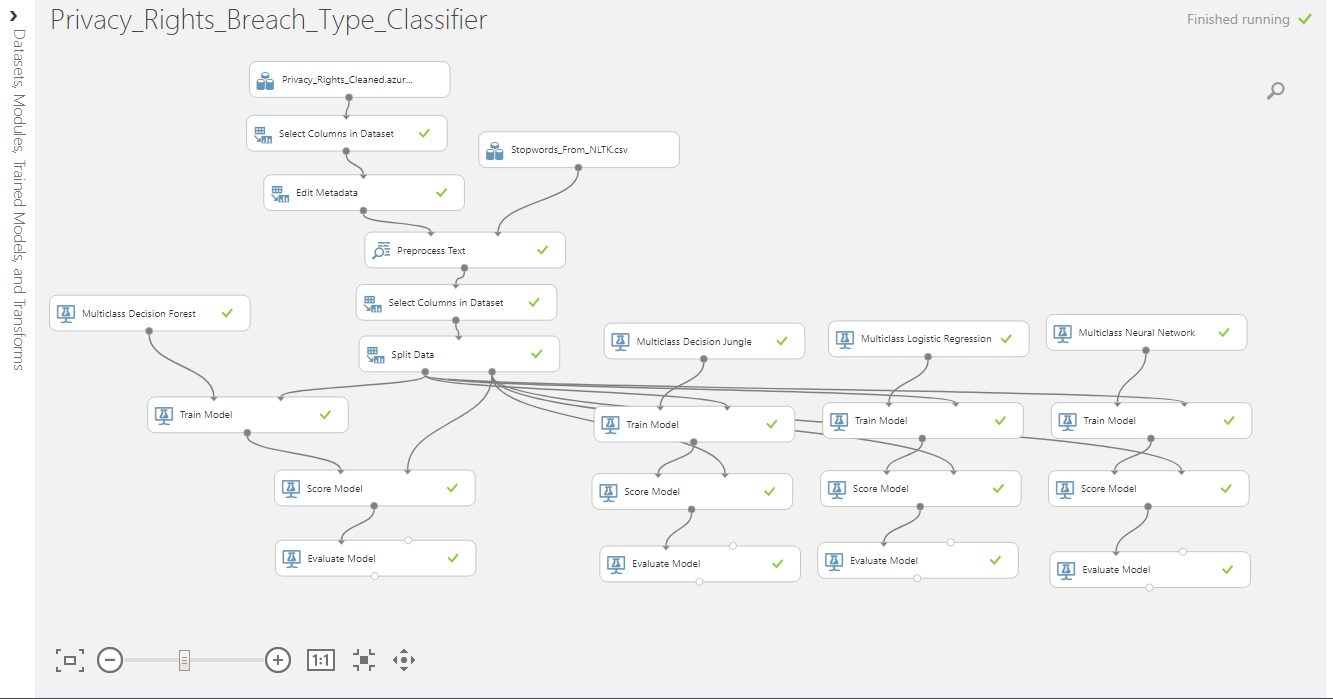 Privacy_Rights_Breach_Type_Classifier
Finished running
Datasets, Modules, Trained Models, and Transforms
Privacy_Rights_Cleaned.azur...
Select Columns in Dataset
Stopwords_From_NLTK.csv
Edit Metadata
Preprocess Text
Select Columns in Dataset
Multiclass Decision Forest
Split Data
Multiclass Decision Jungle
Multiclass Logistic Regression
Multiclass Neural Network
Train Model
Train Model
Train Model
Train Model
Score Model
Score Model
Score Model
Score Model
Evaluate Model
Evaluate Model
Evaluate Model
Evaluate Model
1:1